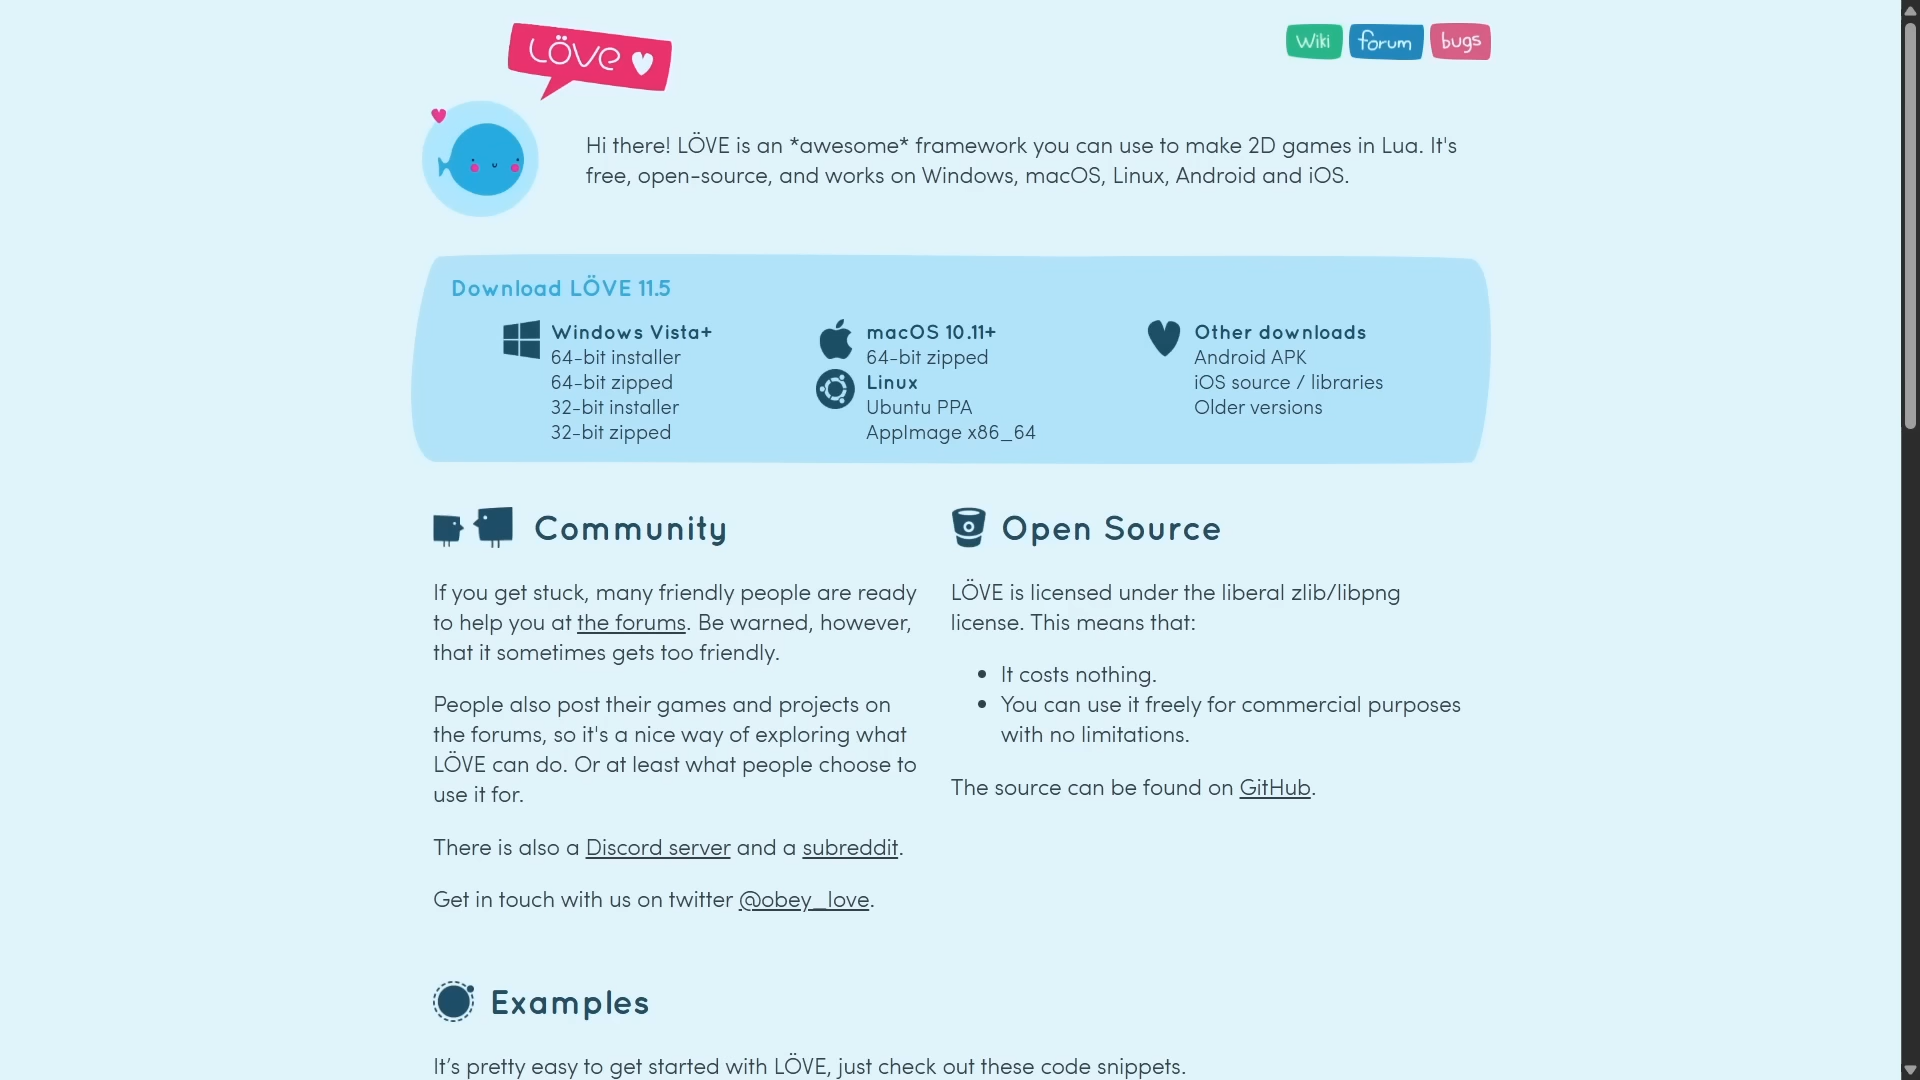 LÖVE
Wiki
forum
bugs
Hi there! LÖVE is an *awesome* framework you can use to make 2D games in Lua. It's
free, open-source, and works on Windows, macOS, Linux, Android and iOS.
Download LÖVE 11.5
Windows Vista+
64-bit installer
64-bit zipped
32-bit installer
32-bit zipped
macOS 10.11+
64-bit zipped
Linux
Ubuntu PPA
AppImage x86_64
Other downloads
Android APK
iOS source / libraries
Older versions
Community
If you get stuck, many friendly people are ready
to help you at the forums. Be warned, however,
that it sometimes gets too friendly.
People also post their games and projects on
the forums, so it's a nice way of exploring what
LÖVE can do. Or at least what people choose to
use it for.
There is also a Discord server and a subreddit.
Get in touch with us on twitter @obey_love.
Open Source
LÖVE is licensed under the liberal zlib/libpng
license. This means that:
• It costs nothing.
• You can use it freely for commercial purposes
with no limitations.
The source can be found on GitHub.
Examples
It’s pretty easy to get started with LÖVE, just check out these code snippets.